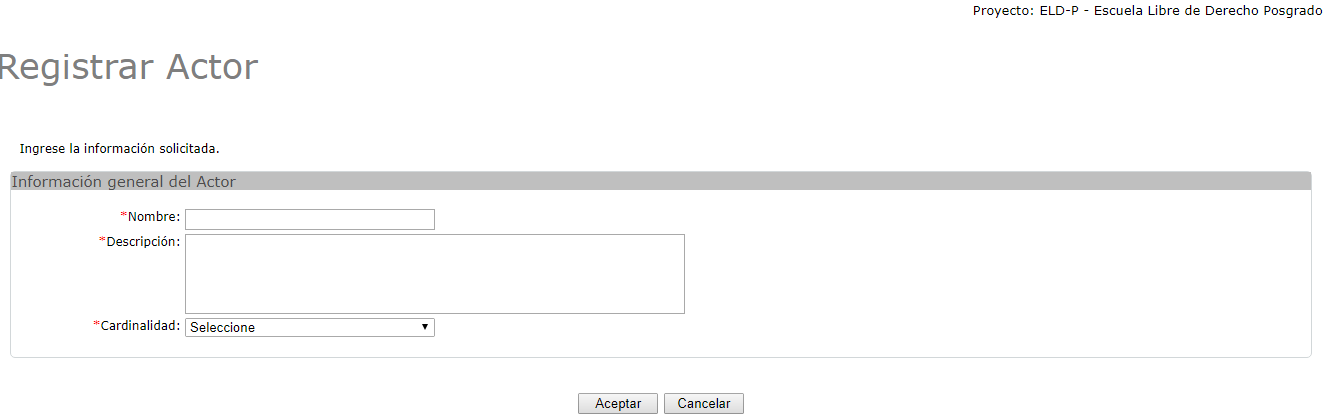 Proyecto: ELD-P - Escuela Libre de Derecho Posgrado
Registrar Actor
Ingrese la información solicitada.
Información general del Actor
*Nombre:
*Descripción:
*Cardinalidad: Seleccione
Aceptar Cancelar